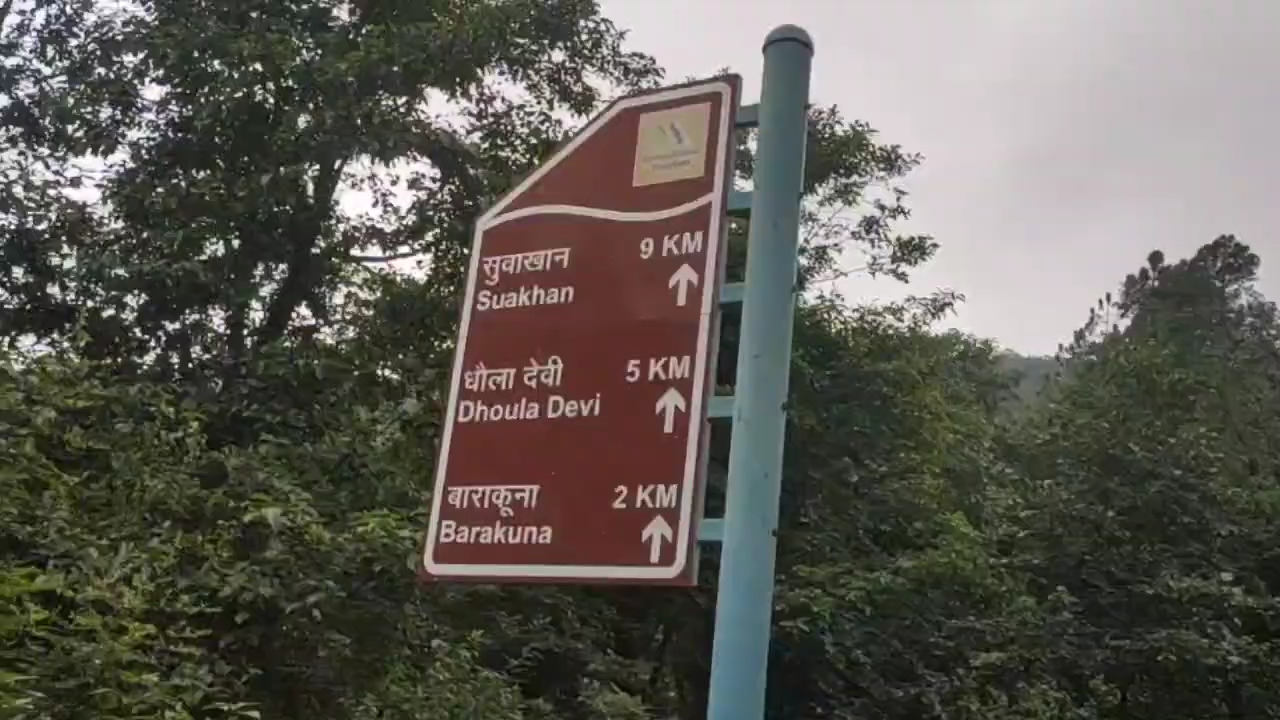 सुवाखान 9 KM
Suakhan
धौला देवी 5 KM
Dhoula Devi
बाराकूना 2 KM
Barakuna